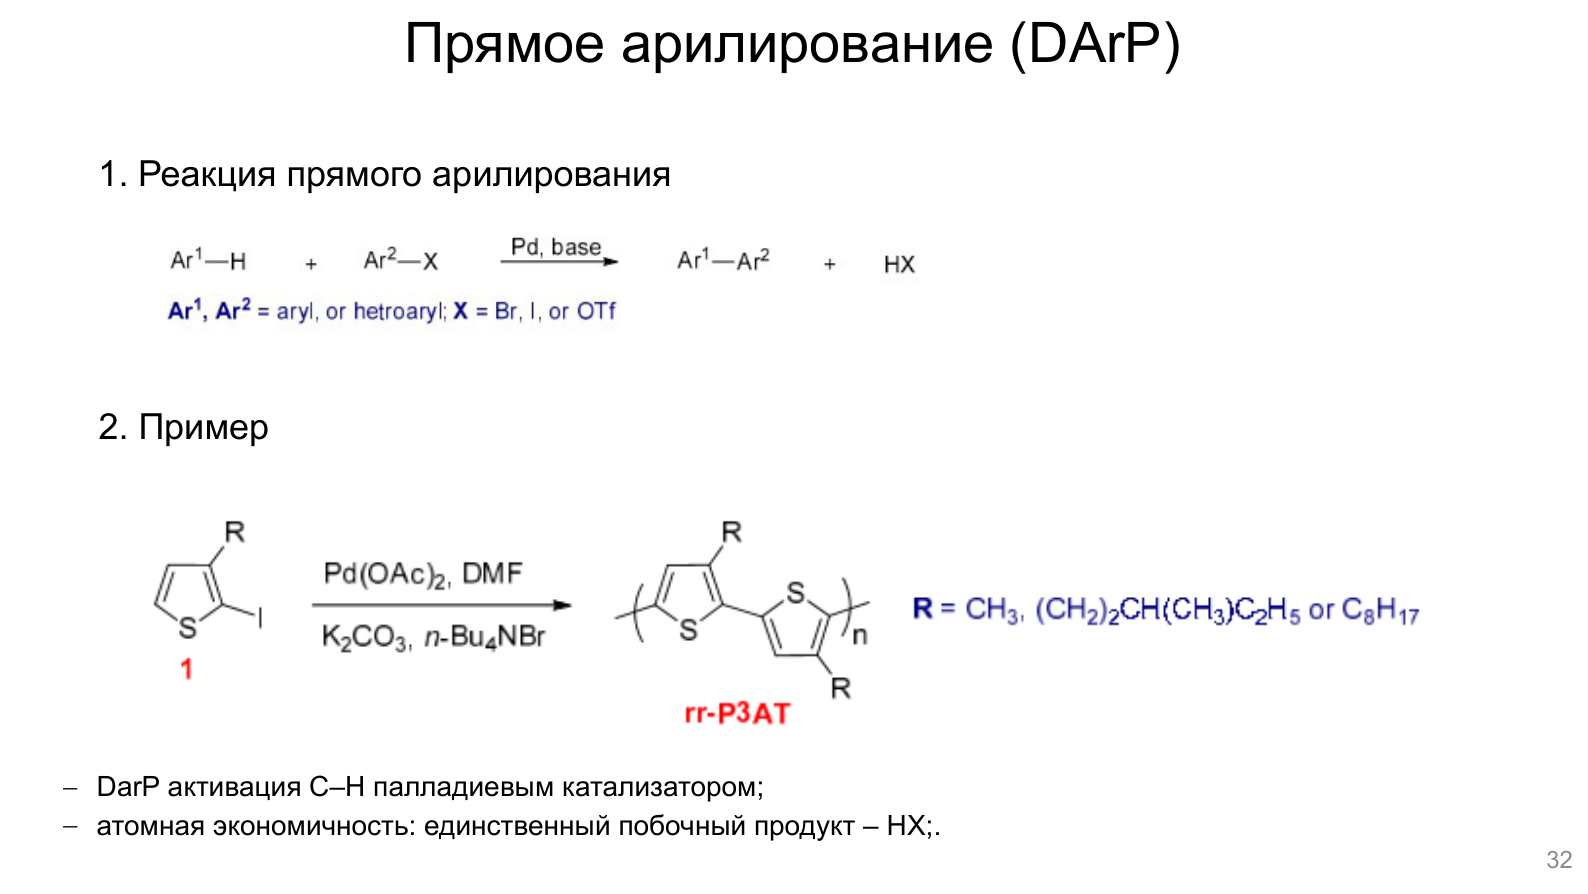 Прямое арилирование (DArP)
1. Реакция прямого арилирования
Ar¹—H + Ar²—X Pd, base Ar¹—Ar² + HX
Ar¹, Ar² = aryl, or hetroaryl; X = Br, I, or OTf
2. Пример
R
S
I
1
Pd(OAc)₂, DMF
K₂CO₃, n-Bu₄NBr
R
S
S
n
R
rr-P3AT
R = CH₃, (CH₂)₂CH(CH₃)C₂H₅ or C₈H₁₇
– DarP активация C–H палладиевым катализатором;
– атомная экономичность: единственный побочный продукт – HX;.
32